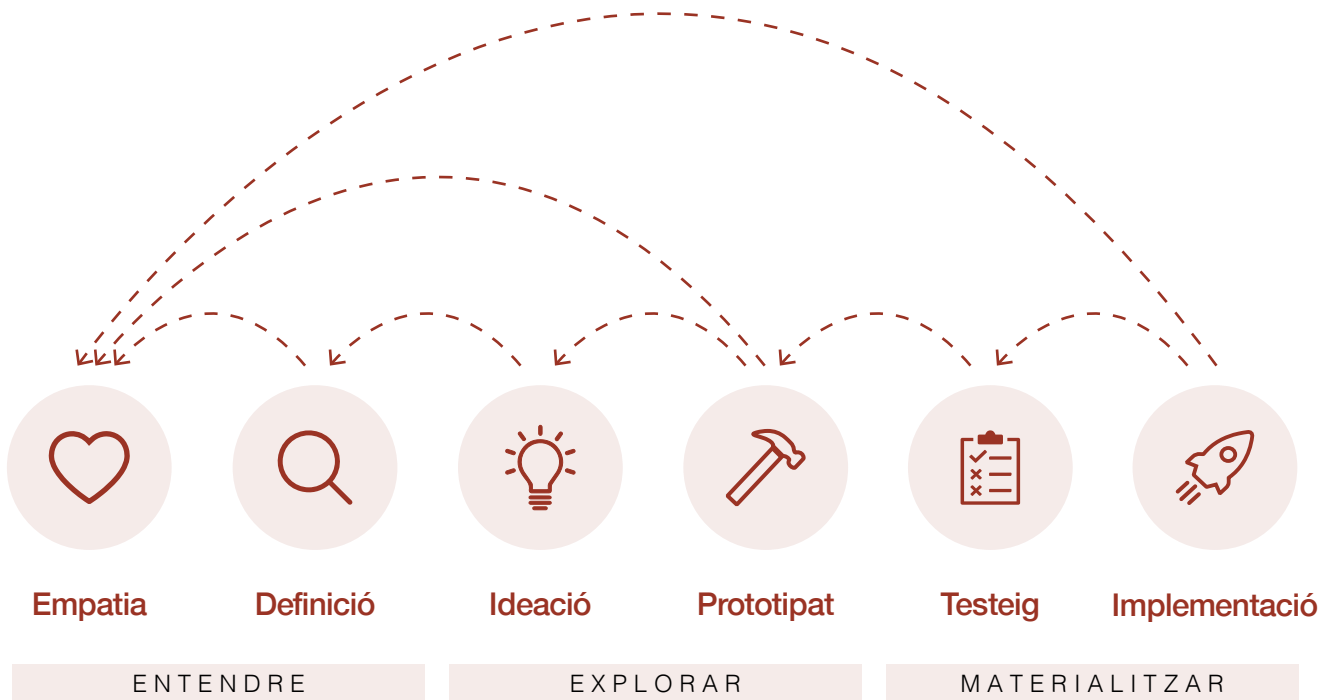 Empatia Definició Ideació Prototipat Testeig Implementació
ENTENDRE EXPLORAR MATERIALITZAR